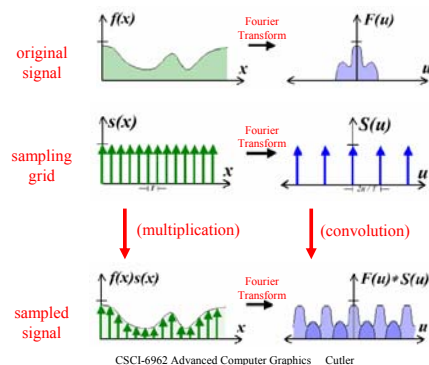 f(x)
F(u)
original
signal
Fourier
Transform
x
u
s(x)
S(u)
sampling
grid
Fourier
Transform
x
u
(multiplication)
(convolution)
f(x)s(x)
F(u)*S(u)
sampled
signal
Fourier
Transform
x
u
CSCI-6962 Advanced Computer Graphics Cutler